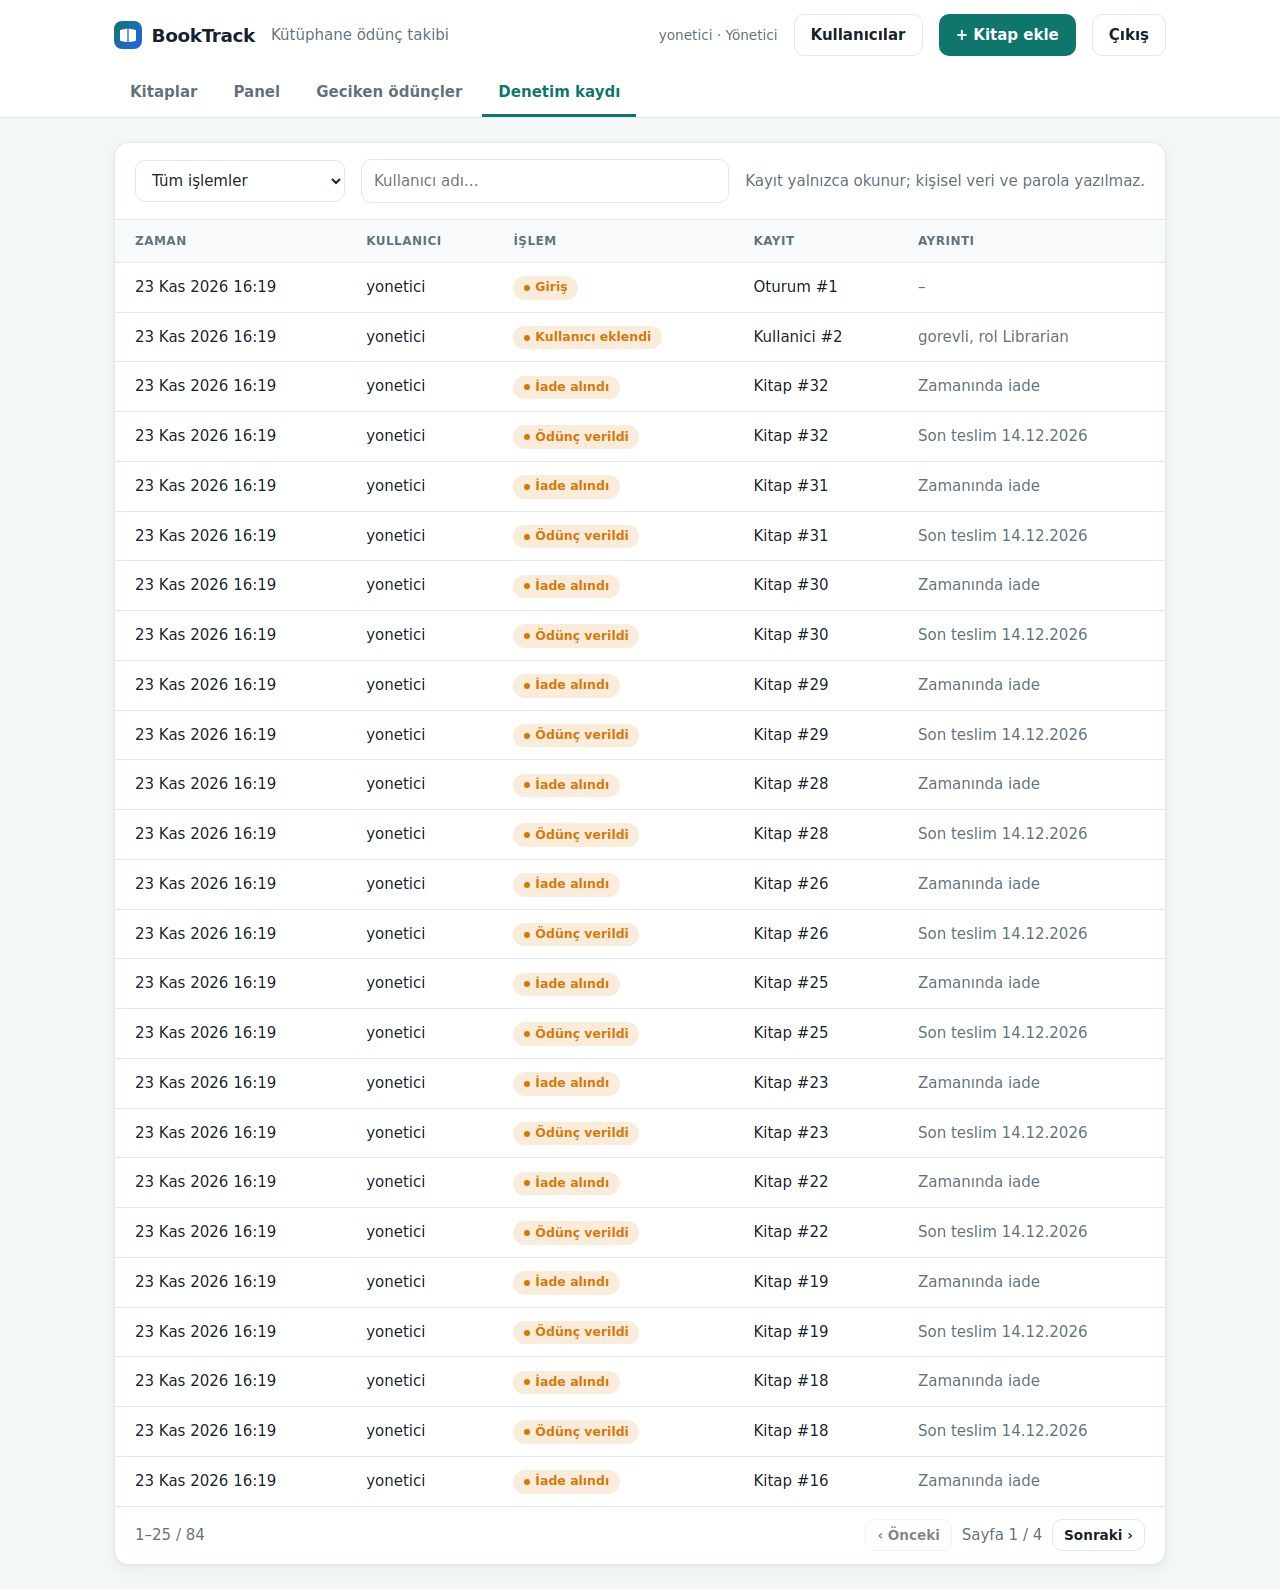 BookTrack Kütüphane ödünç takibi yonetici · Yönetici Kullanıcılar + Kitap ekle Çıkış
Kitaplar Panel Geciken ödünçler Denetim kaydı
Tüm işlemler Kullanıcı adı... Kayıt yalnızca okunur; kişisel veri ve parola yazılmaz.
ZAMAN KULLANICI İŞLEM KAYIT AYRINTI
23 Kas 2026 16:19 yonetici Giriş Oturum #1 –
23 Kas 2026 16:19 yonetici Kullanıcı eklendi Kullanici #2 gorevli, rol Librarian
23 Kas 2026 16:19 yonetici İade alındı Kitap #32 Zamanında iade
23 Kas 2026 16:19 yonetici Ödünç verildi Kitap #32 Son teslim 14.12.2026
23 Kas 2026 16:19 yonetici İade alındı Kitap #31 Zamanında iade
23 Kas 2026 16:19 yonetici Ödünç verildi Kitap #31 Son teslim 14.12.2026
23 Kas 2026 16:19 yonetici İade alındı Kitap #30 Zamanında iade
23 Kas 2026 16:19 yonetici Ödünç verildi Kitap #30 Son teslim 14.12.2026
23 Kas 2026 16:19 yonetici İade alındı Kitap #29 Zamanında iade
23 Kas 2026 16:19 yonetici Ödünç verildi Kitap #29 Son teslim 14.12.2026
23 Kas 2026 16:19 yonetici İade alındı Kitap #28 Zamanında iade
23 Kas 2026 16:19 yonetici Ödünç verildi Kitap #28 Son teslim 14.12.2026
23 Kas 2026 16:19 yonetici İade alındı Kitap #26 Zamanında iade
23 Kas 2026 16:19 yonetici Ödünç verildi Kitap #26 Son teslim 14.12.2026
23 Kas 2026 16:19 yonetici İade alındı Kitap #25 Zamanında iade
23 Kas 2026 16:19 yonetici Ödünç verildi Kitap #25 Son teslim 14.12.2026
23 Kas 2026 16:19 yonetici İade alındı Kitap #23 Zamanında iade
23 Kas 2026 16:19 yonetici Ödünç verildi Kitap #23 Son teslim 14.12.2026
23 Kas 2026 16:19 yonetici İade alındı Kitap #22 Zamanında iade
23 Kas 2026 16:19 yonetici Ödünç verildi Kitap #22 Son teslim 14.12.2026
23 Kas 2026 16:19 yonetici İade alındı Kitap #19 Zamanında iade
23 Kas 2026 16:19 yonetici Ödünç verildi Kitap #19 Son teslim 14.12.2026
23 Kas 2026 16:19 yonetici İade alındı Kitap #18 Zamanında iade
23 Kas 2026 16:19 yonetici Ödünç verildi Kitap #18 Son teslim 14.12.2026
23 Kas 2026 16:19 yonetici İade alındı Kitap #16 Zamanında iade
1–25 / 84 ‹ Önceki Sayfa 1 / 4 Sonraki ›